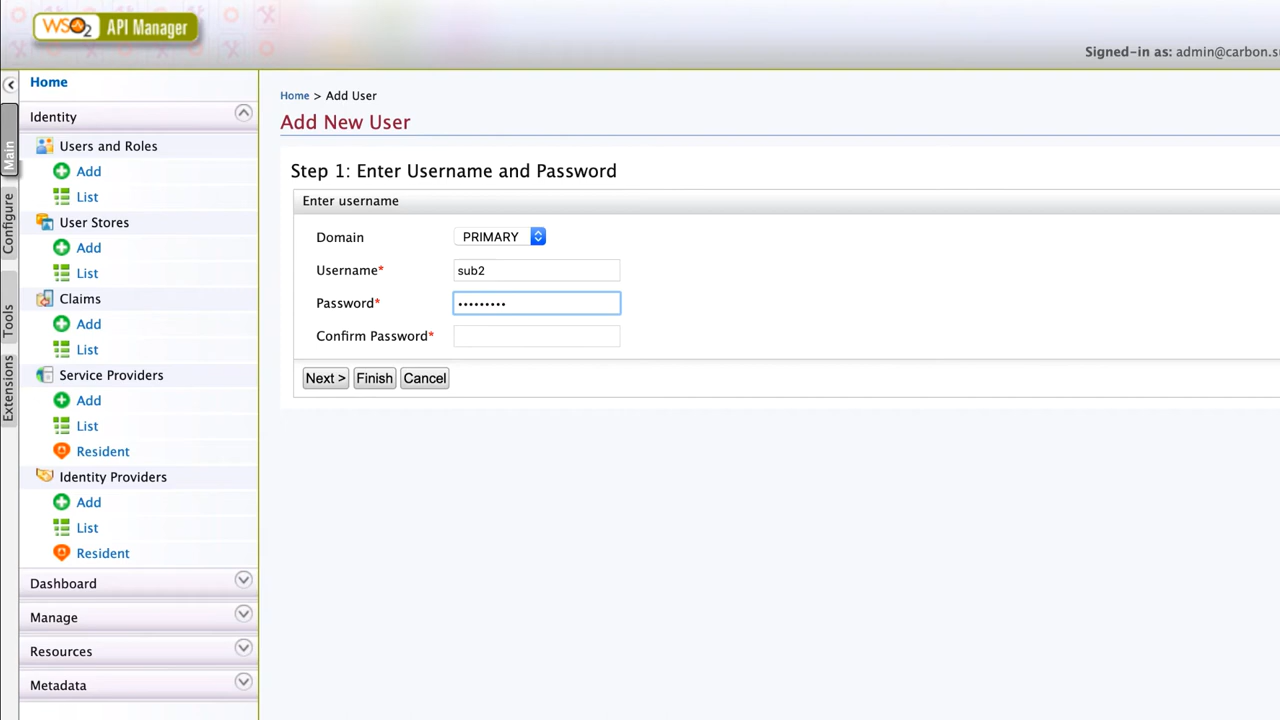 WSO2 API Manager
Signed-in as: admin@carbon.s
Home
Identity
Users and Roles
Add
List
User Stores
Add
List
Claims
Add
List
Service Providers
Add
List
Resident
Identity Providers
Add
List
Resident
Dashboard
Manage
Resources
Metadata
Main
Configure
Tools
Extensions
Home > Add User
Add New User
Step 1: Enter Username and Password
Enter username
Domain PRIMARY
Username* sub2
Password* •••••••••
Confirm Password*
Next > Finish Cancel